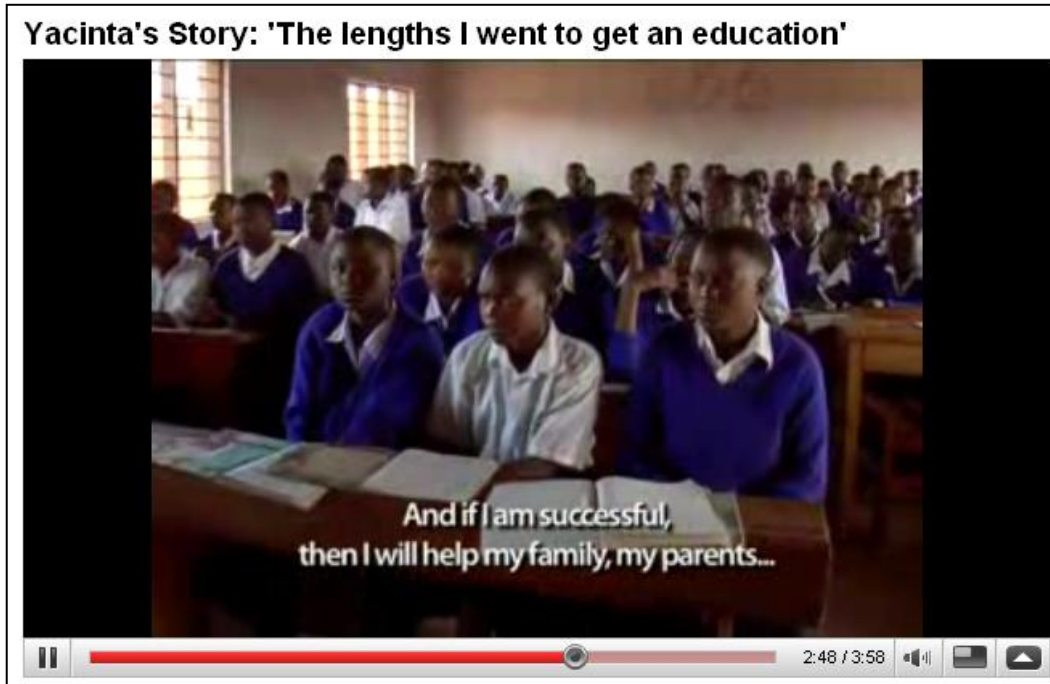 Yacinta's Story: 'The lengths I went to get an education'
And if I am successful,
then I will help my family, my parents...
2:48 / 3:58